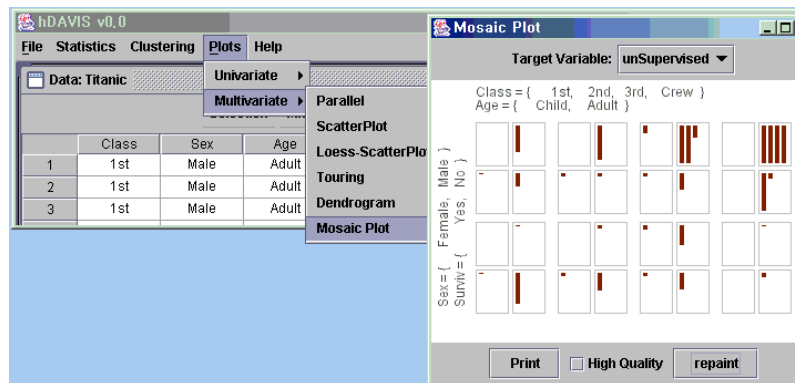 hDAVIS v0.0
File Statistics Clustering Plots Help
Data: Titanic
Univariate
Multivariate
Class Sex Age
1 1st Male Adult
2 1st Male Adult
3 1st Male Adult
Parallel
ScatterPlot
Loess-ScatterPlo
Touring
Dendrogram
Mosaic Plot
Mosaic Plot
Target Variable: unSupervised
Class = { 1st, 2nd, 3rd, Crew }
Age = { Child, Adult }
Sex = { Female, Male }
Surviv = { Yes, No }
Print High Quality repaint